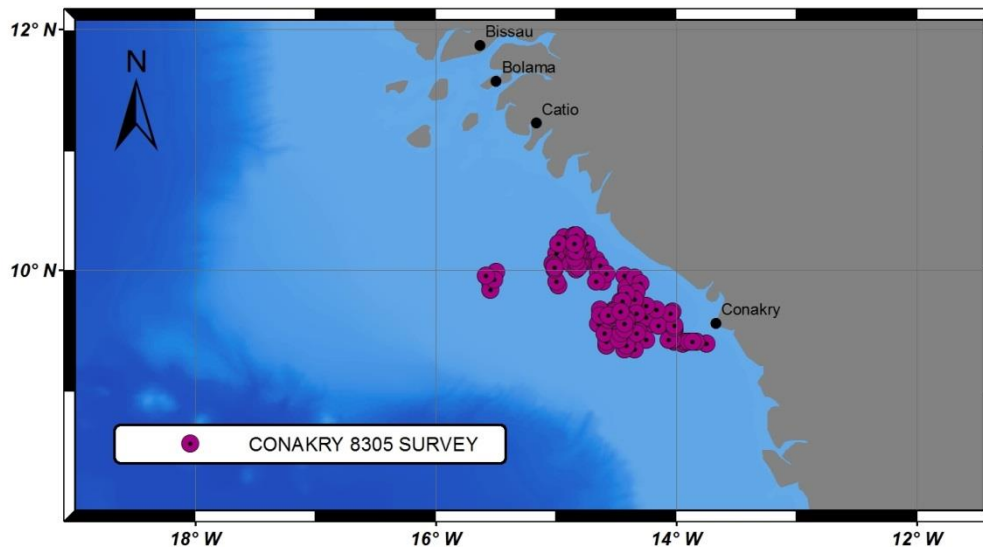 12° N
Bissau
N
Bolama
Catio
10° N
Conakry
CONAKRY 8305 SURVEY
18° W
16° W
14° W
12° W